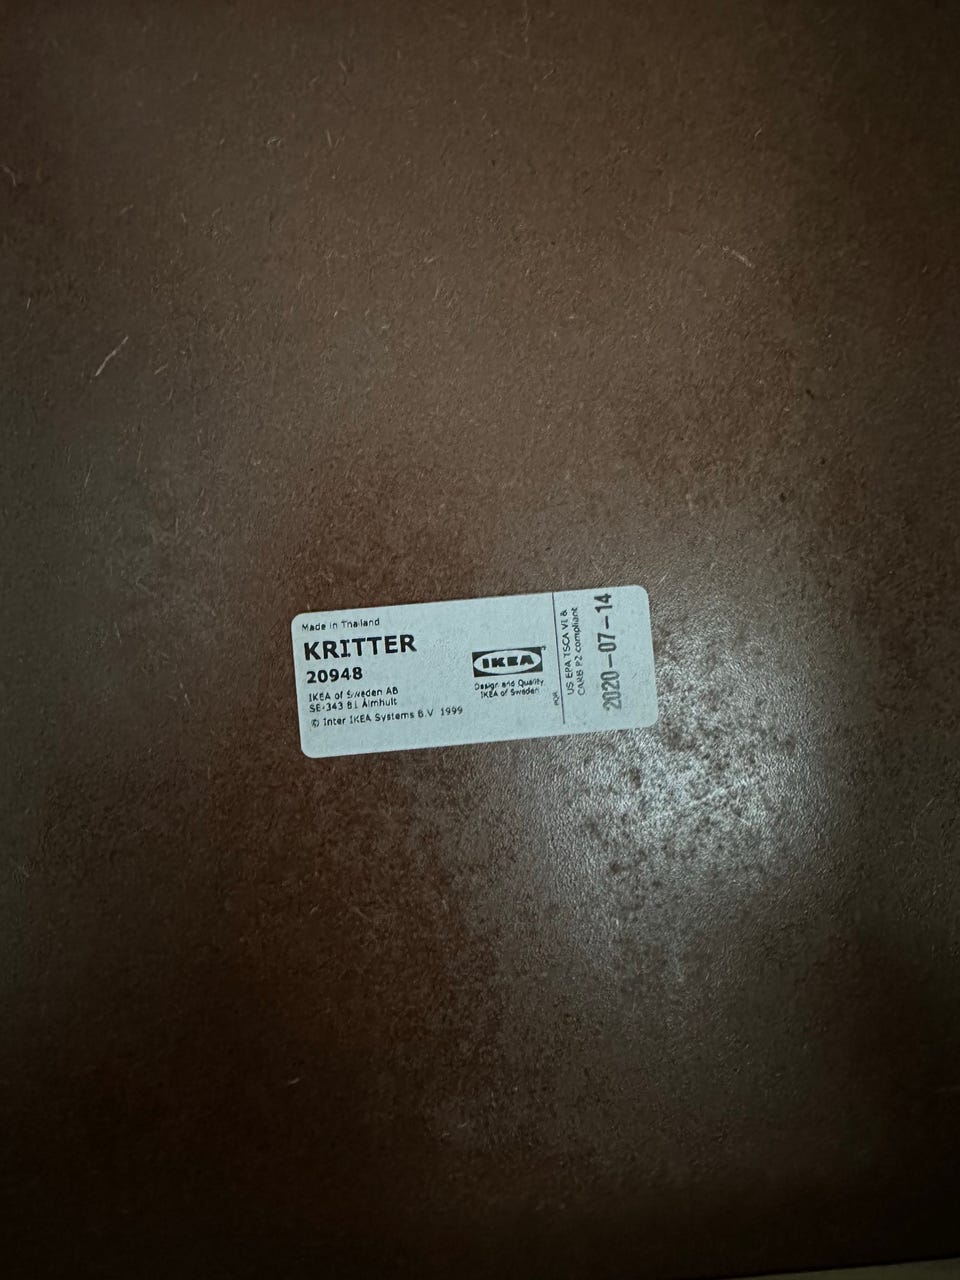 Made in Thailand
KRITTER
20948
IKEA of Sweden AB
SE-343 81 Älmhult
© Inter IKEA Systems B.V. 1999
IKEA
Design and Quality
IKEA of Sweden
US EPA TSCA VI &
CARB P2 compliant
2020-07-14